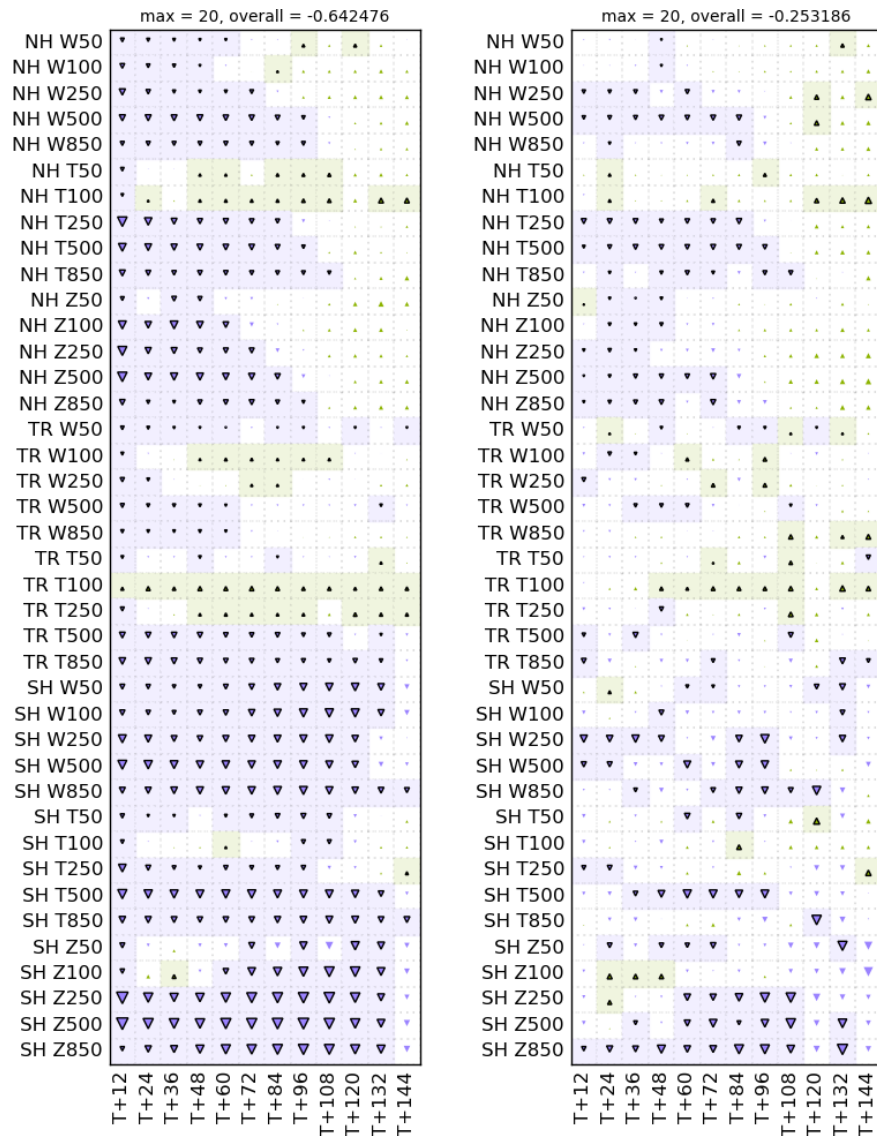 max = 20, overall = -0.642476
NH W50
NH W100
NH W250
NH W500
NH W850
NH T50
NH T100
NH T250
NH T500
NH T850
NH Z50
NH Z100
NH Z250
NH Z500
NH Z850
TR W50
TR W100
TR W250
TR W500
TR W850
TR T50
TR T100
TR T250
TR T500
TR T850
SH W50
SH W100
SH W250
SH W500
SH W850
SH T50
SH T100
SH T250
SH T500
SH T850
SH Z50
SH Z100
SH Z250
SH Z500
SH Z850
T+12
T+24
T+36
T+48
T+60
T+72
T+84
T+96
T+108
T+120
T+132
T+144
max = 20, overall = -0.253186
NH W50
NH W100
NH W250
NH W500
NH W850
NH T50
NH T100
NH T250
NH T500
NH T850
NH Z50
NH Z100
NH Z250
NH Z500
NH Z850
TR W50
TR W100
TR W250
TR W500
TR W850
TR T50
TR T100
TR T250
TR T500
TR T850
SH W50
SH W100
SH W250
SH W500
SH W850
SH T50
SH T100
SH T250
SH T500
SH T850
SH Z50
SH Z100
SH Z250
SH Z500
SH Z850
T+12
T+24
T+36
T+48
T+60
T+72
T+84
T+96
T+108
T+120
T+132
T+144